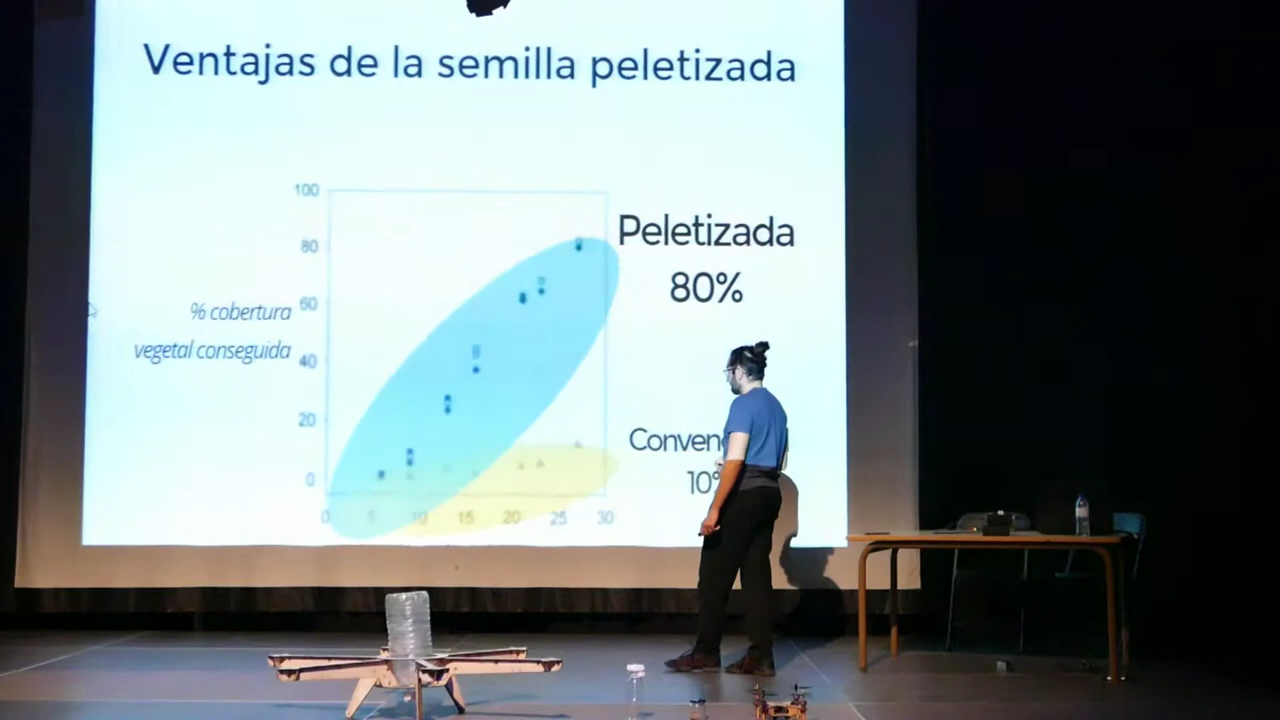 Ventajas de la semilla peletizada
100
80
60
40
20
0
% cobertura
vegetal conseguida
0 5 10 15 20 25 30
Peletizada
80%